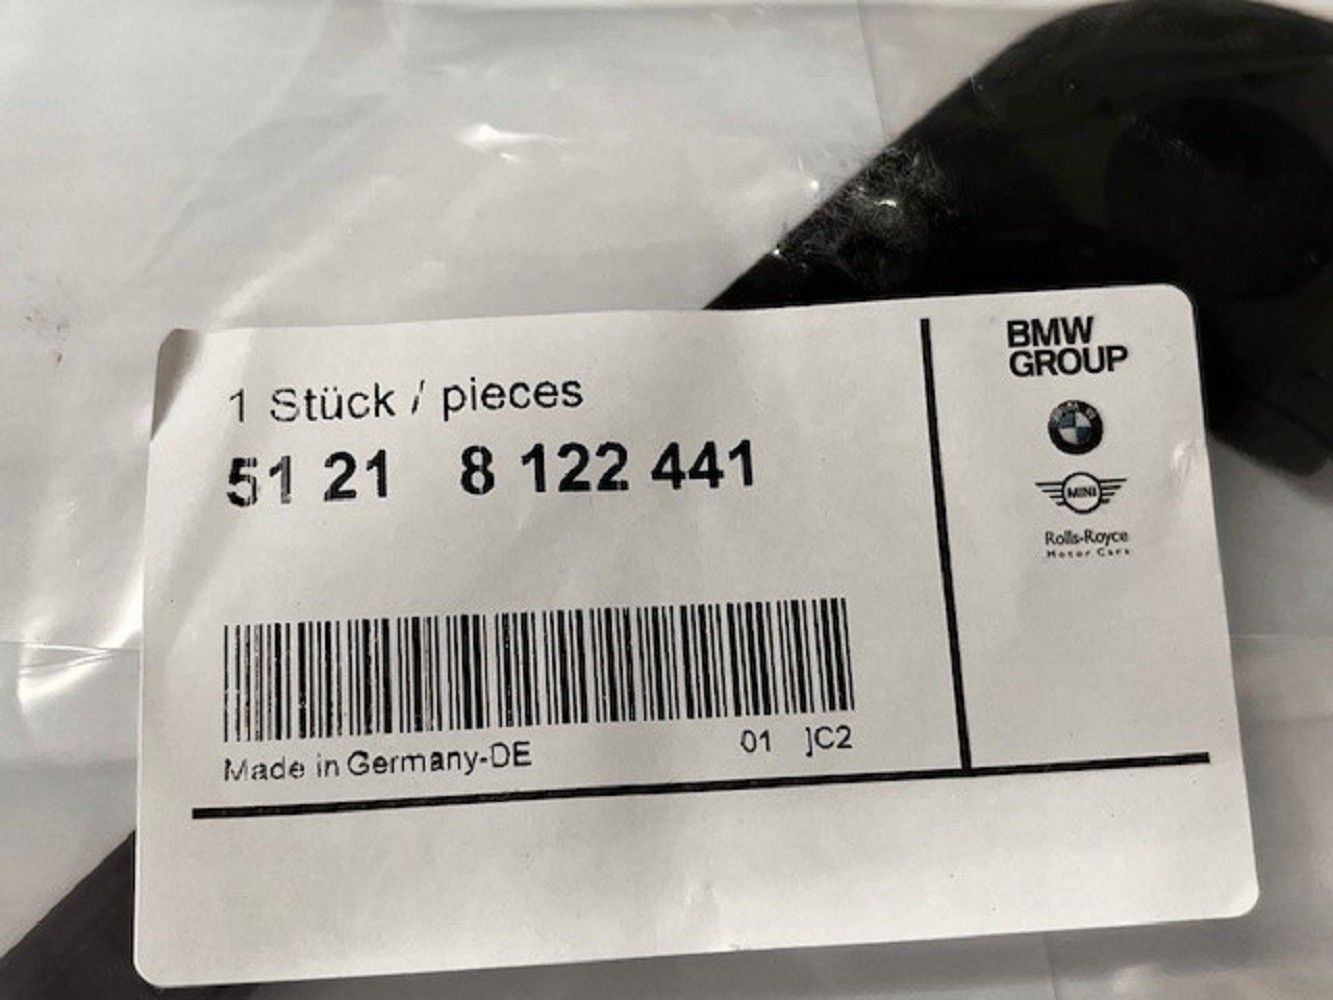 1 Stück / pieces
51 21 8 122 441
Made in Germany-DE
01 ]C2
BMW
GROUP
MINI
Rolls-Royce
Motor Cars